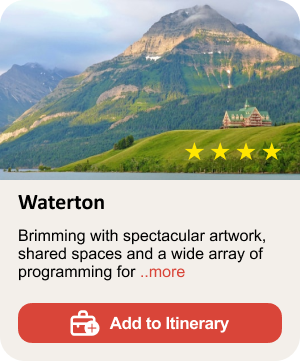 Waterton
Brimming with spectacular artwork,
shared spaces and a wide array of
programming for ..more
Add to Itinerary